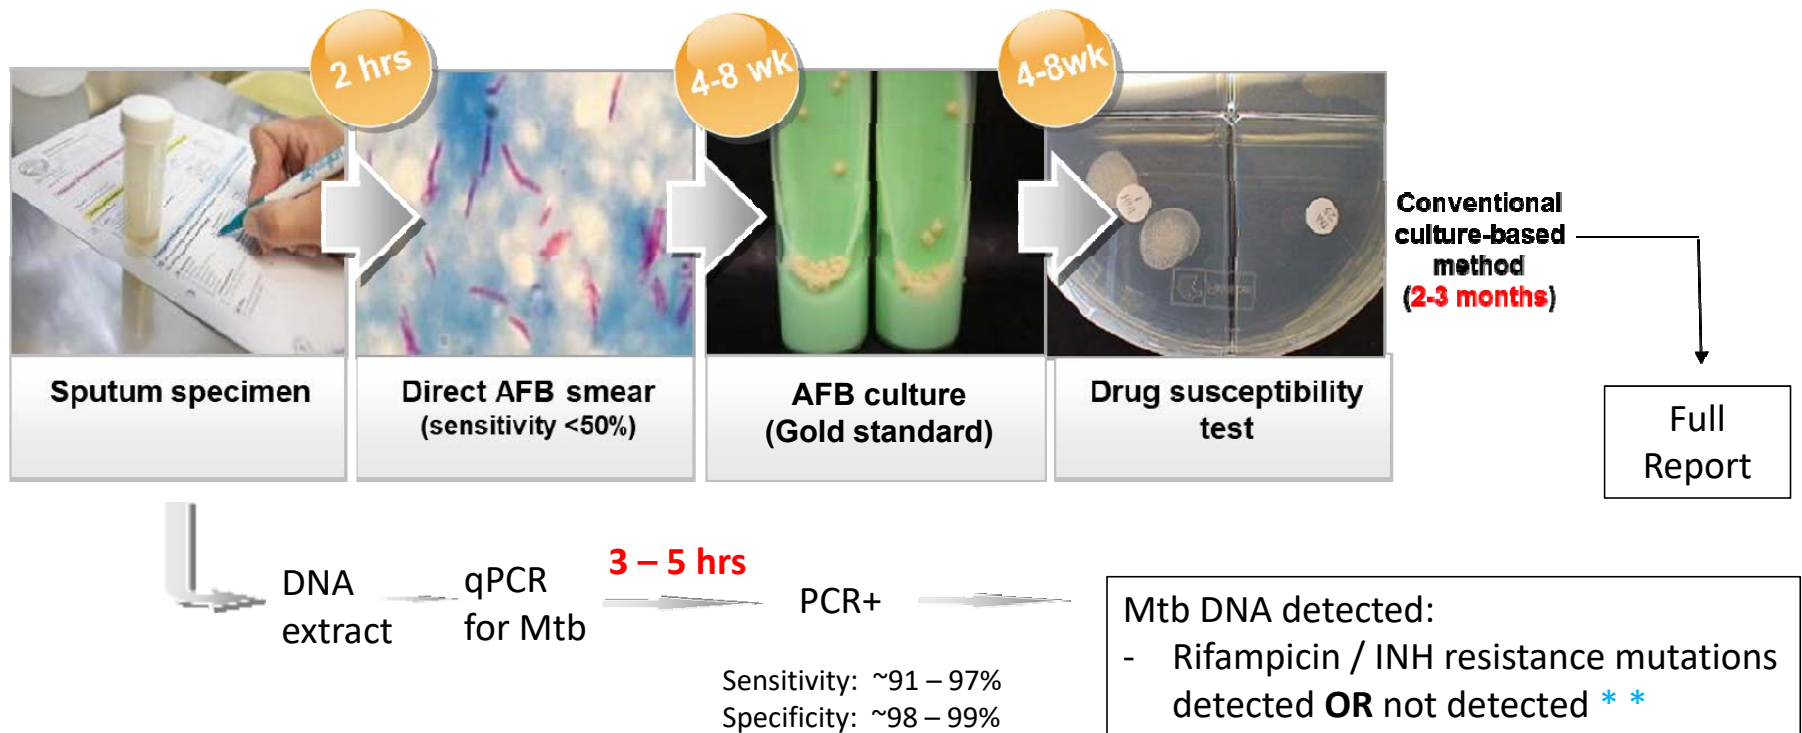 2 hrs
4-8 wk
4-8wk
Sputum specimen
Direct AFB smear
(sensitivity <50%)
AFB culture
(Gold standard)
Drug susceptibility
test
Conventional
culture-based
method
(2-3 months)
Full
Report
DNA
extract
qPCR
for Mtb
3 – 5 hrs
PCR+
Sensitivity: ~91 – 97%
Specificity: ~98 – 99%
Mtb DNA detected:
- Rifampicin / INH resistance mutations
detected OR not detected * *